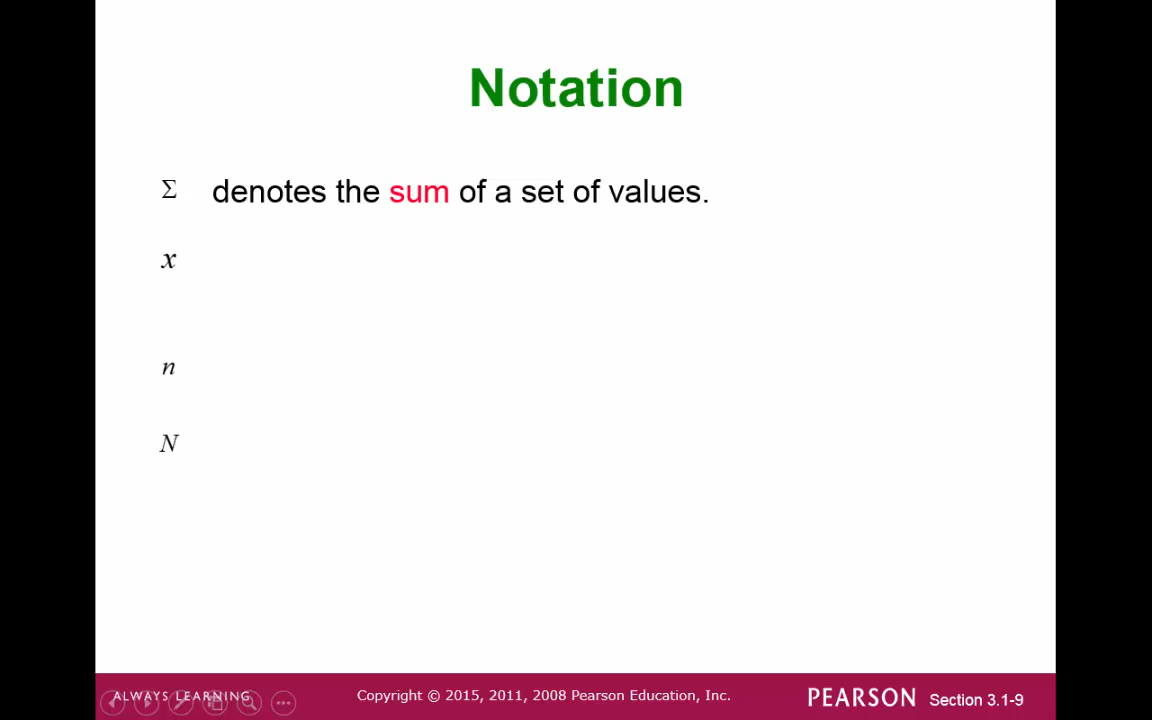 Notation
Σ denotes the sum of a set of values.
x
n
N
ALWAYS LEARNING Copyright © 2015, 2011, 2008 Pearson Education, Inc. PEARSON Section 3.1-9